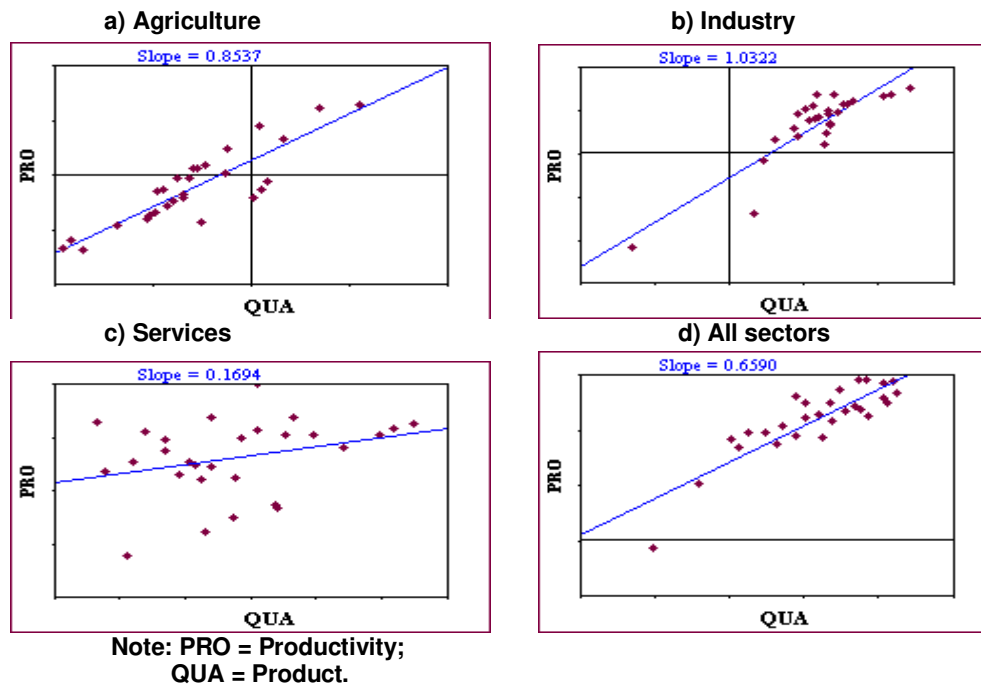 a) Agriculture
Slope = 0.8537
PRO
QUA
b) Industry
Slope = 1.0322
PRO
QUA
c) Services
Slope = 0.1694
PRO
QUA
d) All sectors
Slope = 0.6590
PRO
QUA
Note: PRO = Productivity;
QUA = Product.